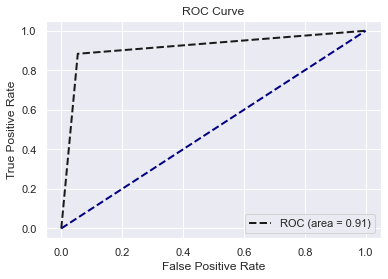 ROC Curve
1.0
0.8
0.6
0.4
0.2
0.0
True Positive Rate
ROC (area = 0.91)
0.0 0.2 0.4 0.6 0.8 1.0
False Positive Rate